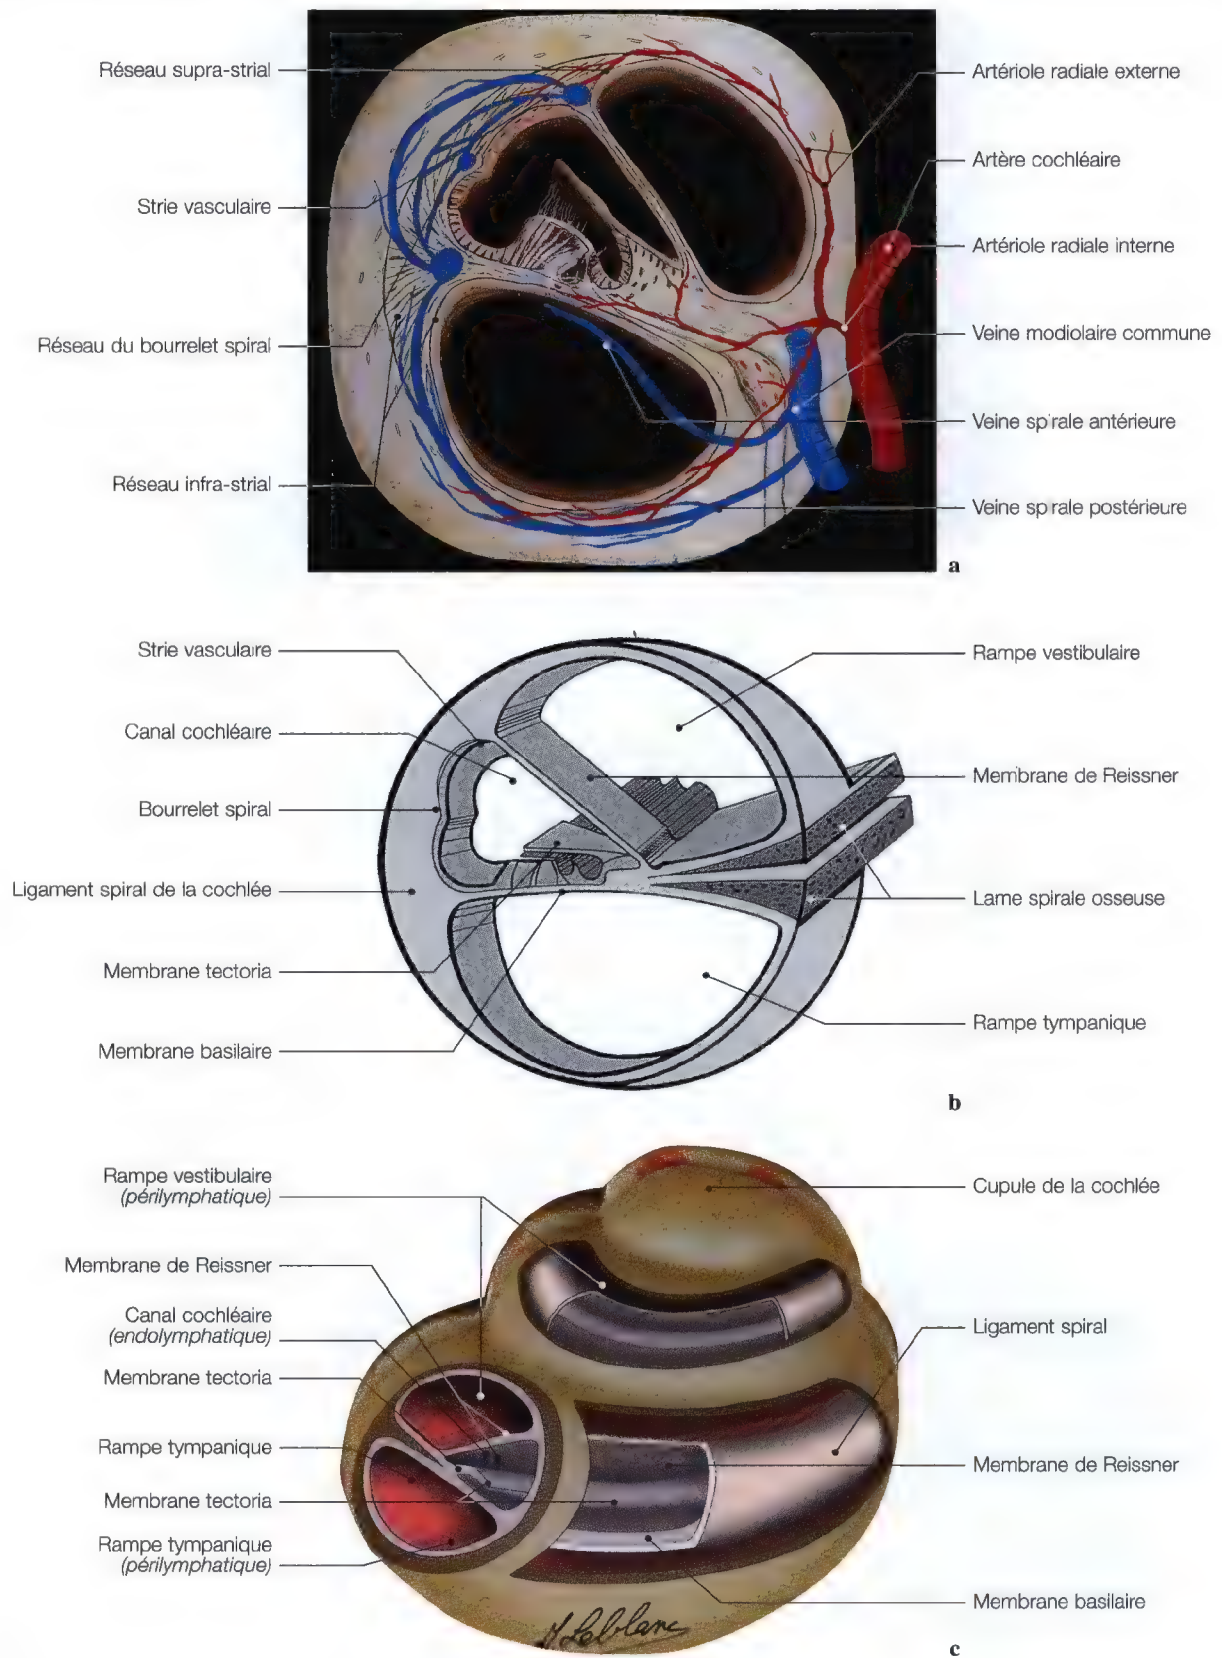 Réseau supra-strial
Strie vasculaire
Réseau du bourrelet spiral
Réseau infra-strial
Artériole radiale externe
Artère cochléaire
Artériole radiale interne
Veine modiolaire commune
Veine spirale antérieure
Veine spirale postérieure
a
Strie vasculaire
Canal cochléaire
Bourrelet spiral
Ligament spiral de la cochlée
Membrane tectoria
Membrane basilaire
Rampe vestibulaire
Membrane de Reissner
Lame spirale osseuse
Rampe tympanique
b
Rampe vestibulaire
(périlymphatique)
Membrane de Reissner
Canal cochléaire
(endolymphatique)
Membrane tectoria
Rampe tympanique
Membrane tectoria
Rampe tympanique
(périlymphatique)
Cupule de la cochlée
Ligament spiral
Membrane de Reissner
Membrane basilaire
Leblanc
c